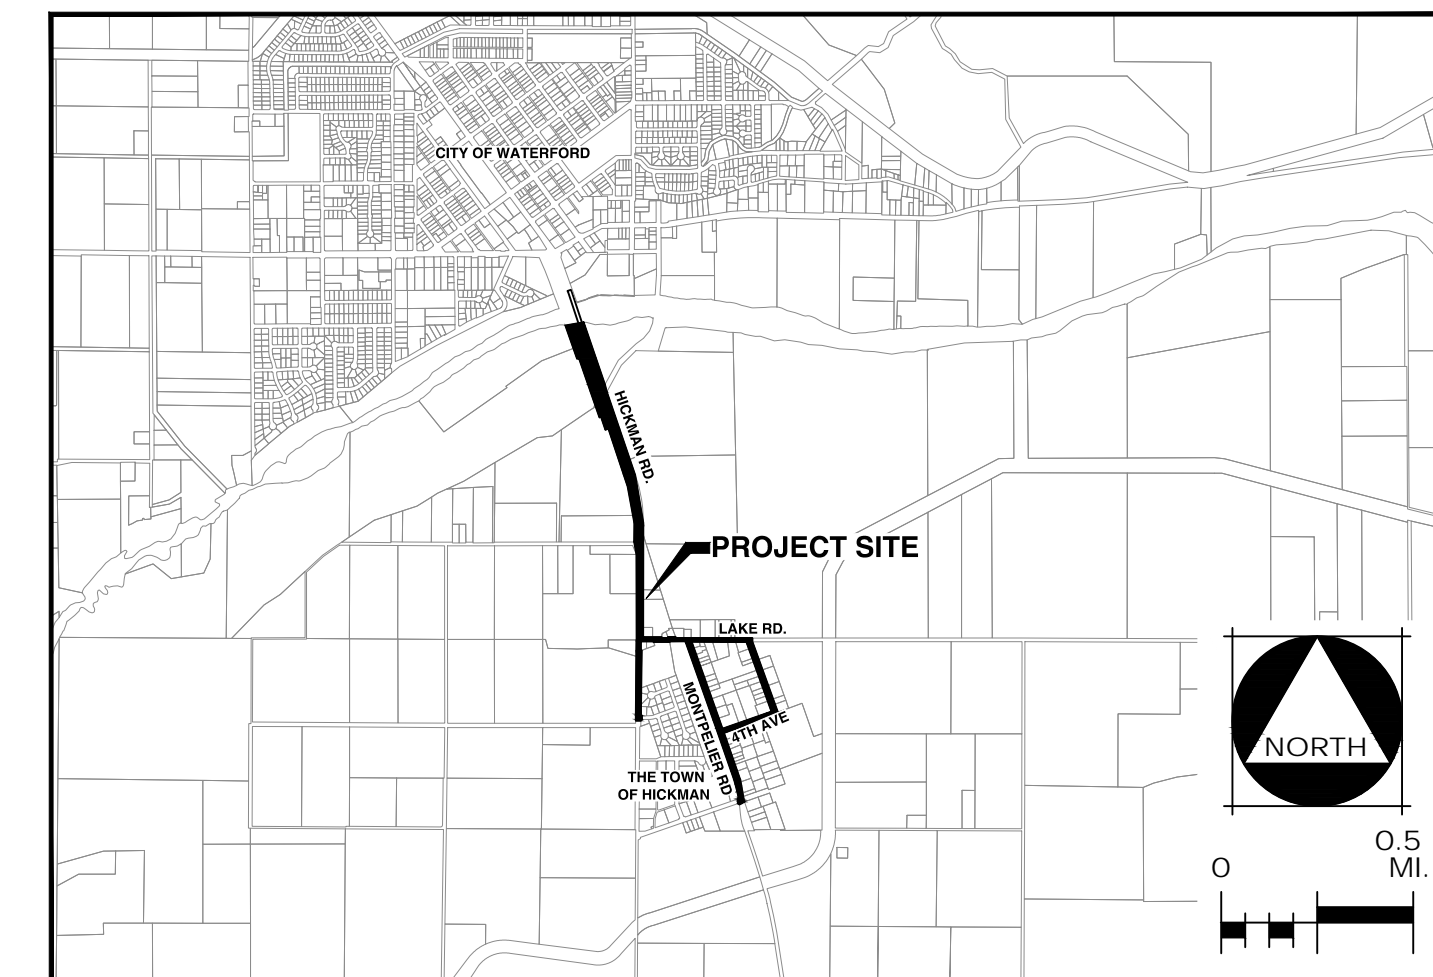 CITY OF WATERFORD
HICKMAN RD.
PROJECT SITE
LAKE RD.
MONTPELIER RD
4TH AVE
THE TOWN
OF HICKMAN
NORTH
0.5
0 MI.